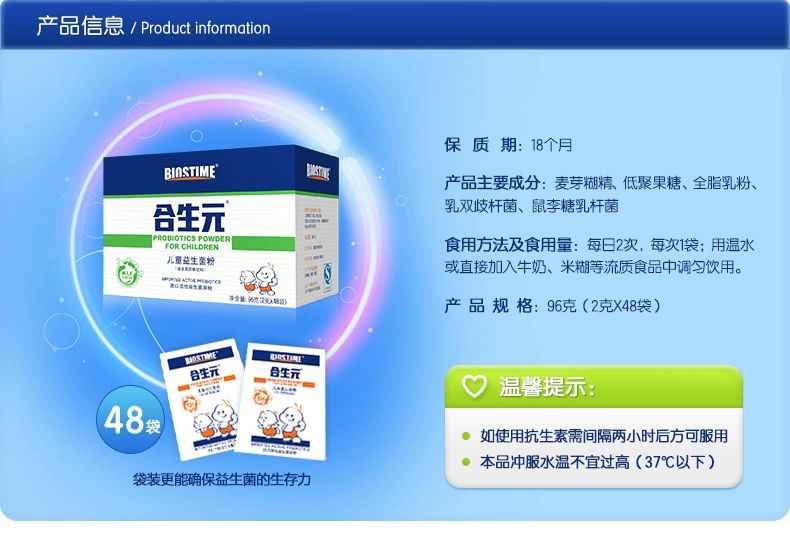 产品信息 / Product information
保 质 期：18个月
产品主要成分：麦芽糊精、低聚果糖、全脂乳粉、
乳双歧杆菌、鼠李糖乳杆菌
食用方法及食用量：每日2次，每次1袋；用温水
或直接加入牛奶、米糊等流质食品中调匀饮用。
产 品 规 格：96克（2克X48袋）
BIOSTIME
合生元
PROBIOTICS POWDER
FOR CHILDREN
儿童益生菌粉
IMPORTED ACTIVE PROBIOTICS
进口活性益生菌菌粉
净含量: 96克(2克X48袋)
BIOSTIME
BIOSTIME
合生元
BIOSTIME
合生元
48袋
袋装更能确保益生菌的生存力
温馨提示：
如使用抗生素需间隔两小时后方可服用
本品冲服水温不宜过高（37℃以下）